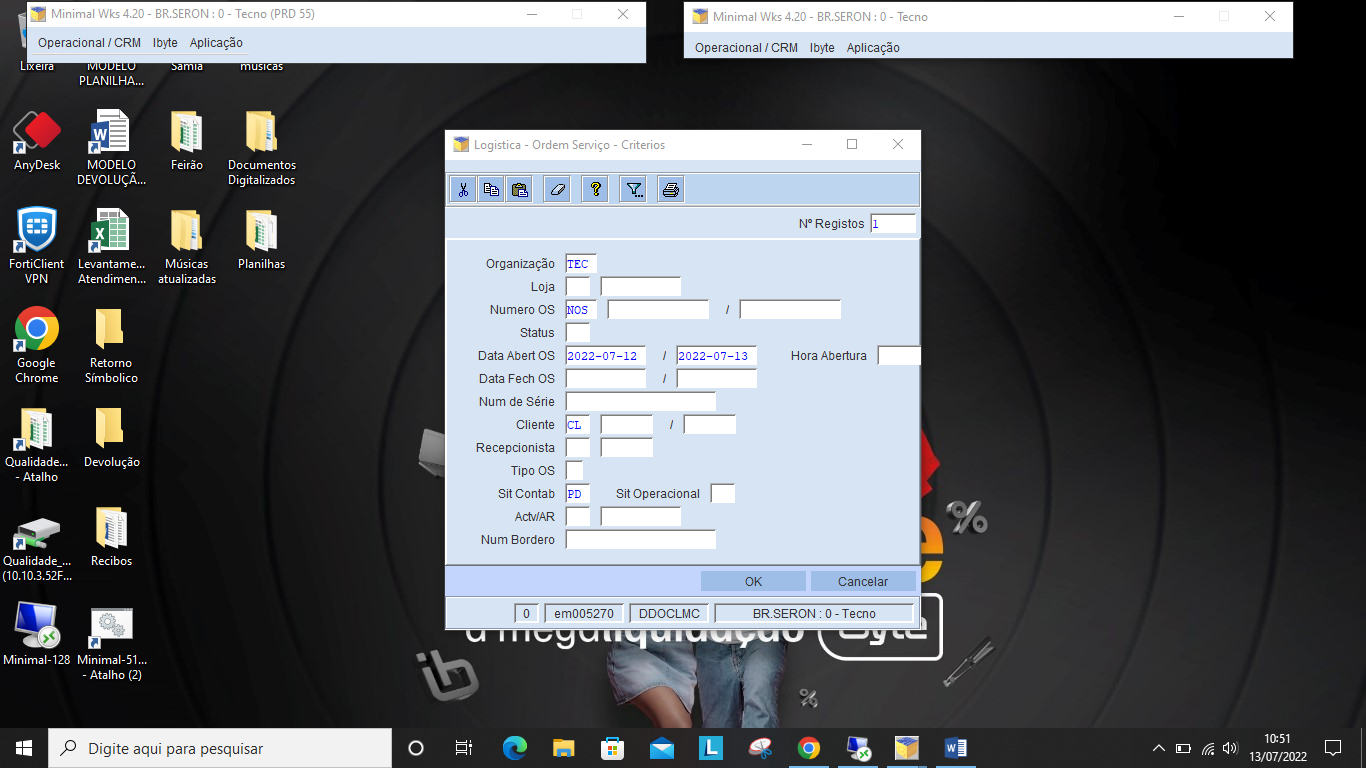 Minimal Wks 4.20 - BR.SERON : 0 - Tecno (PRD 55)
Operacional / CRM Ibyte Aplicação
Minimal Wks 4.20 - BR.SERON : 0 - Tecno
Operacional / CRM Ibyte Aplicação
Lixeira
MODELO
PLANILHA...
Samia
músicas
AnyDesk
MODELO
DEVOLUÇÃ...
Feirão
Documentos
Digitalizados
FortiClient
VPN
Levantame...
Atendimen...
Músicas
atualizadas
Planilhas
Google
Chrome
Retorno
Símbolico
Qualidade...
- Atalho
Devolução
Qualidade_...
(10.10.3.52F...
Recibos
Minimal-128
Minimal-51...
- Atalho (2)
Logistica - Ordem Serviço - Criterios
Nº Registos 1
Organização TEC
Loja
Numero OS NOS /
Status
Data Abert OS 2022-07-12 / 2022-07-13 Hora Abertura
Data Fech OS /
Num de Série
Cliente CL /
Recepcionista
Tipo OS
Sit Contab PD Sit Operacional
Actv/AR
Num Bordero
OK Cancelar
0 em005270 DDOCLMC BR.SERON : 0 - Tecno
a megaliquidação
Digite aqui para pesquisar
10:51
13/07/2022